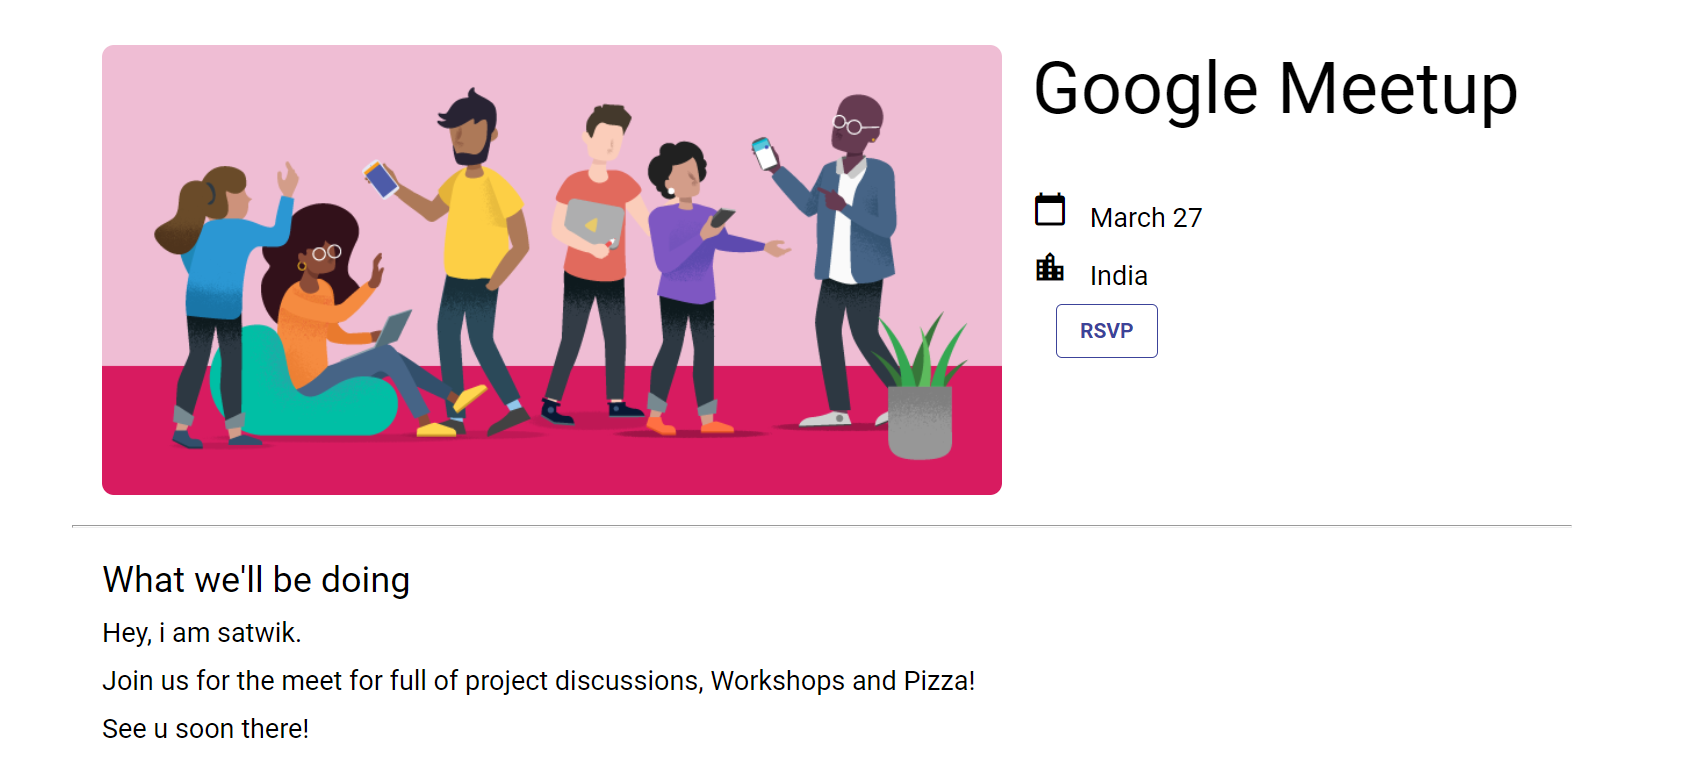 Google Meetup
March 27
India
RSVP
What we'll be doing
Hey, i am satwik.
Join us for the meet for full of project discussions, Workshops and Pizza!
See u soon there!